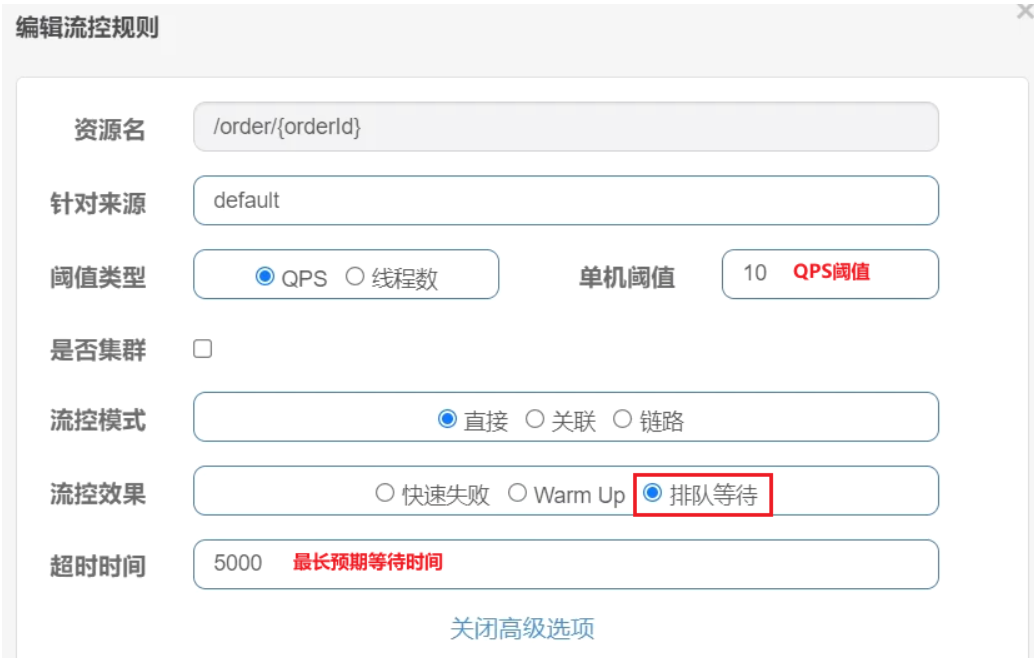 编辑流控规则
×
资源名 /order/{orderId}
针对来源 default
阈值类型 QPS 线程数 单机阈值 10 QPS阈值
是否集群
流控模式 直接 关联 链路
流控效果 快速失败 Warm Up 排队等待
超时时间 5000 最长预期等待时间
关闭高级选项